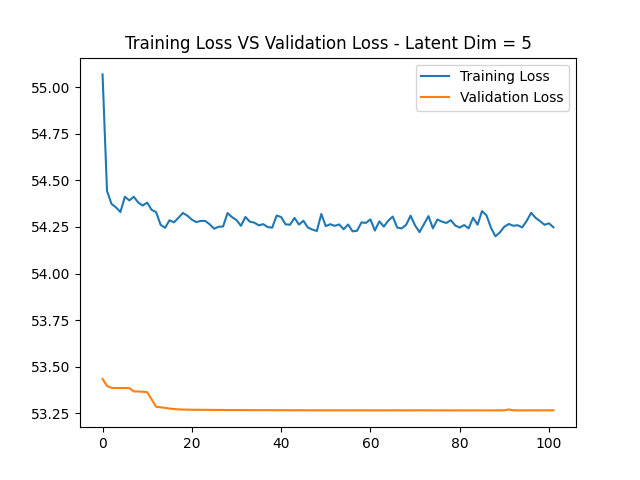 Training Loss VS Validation Loss - Latent Dim = 5
Training Loss
Validation Loss
55.00
54.75
54.50
54.25
54.00
53.75
53.50
53.25
0 20 40 60 80 100